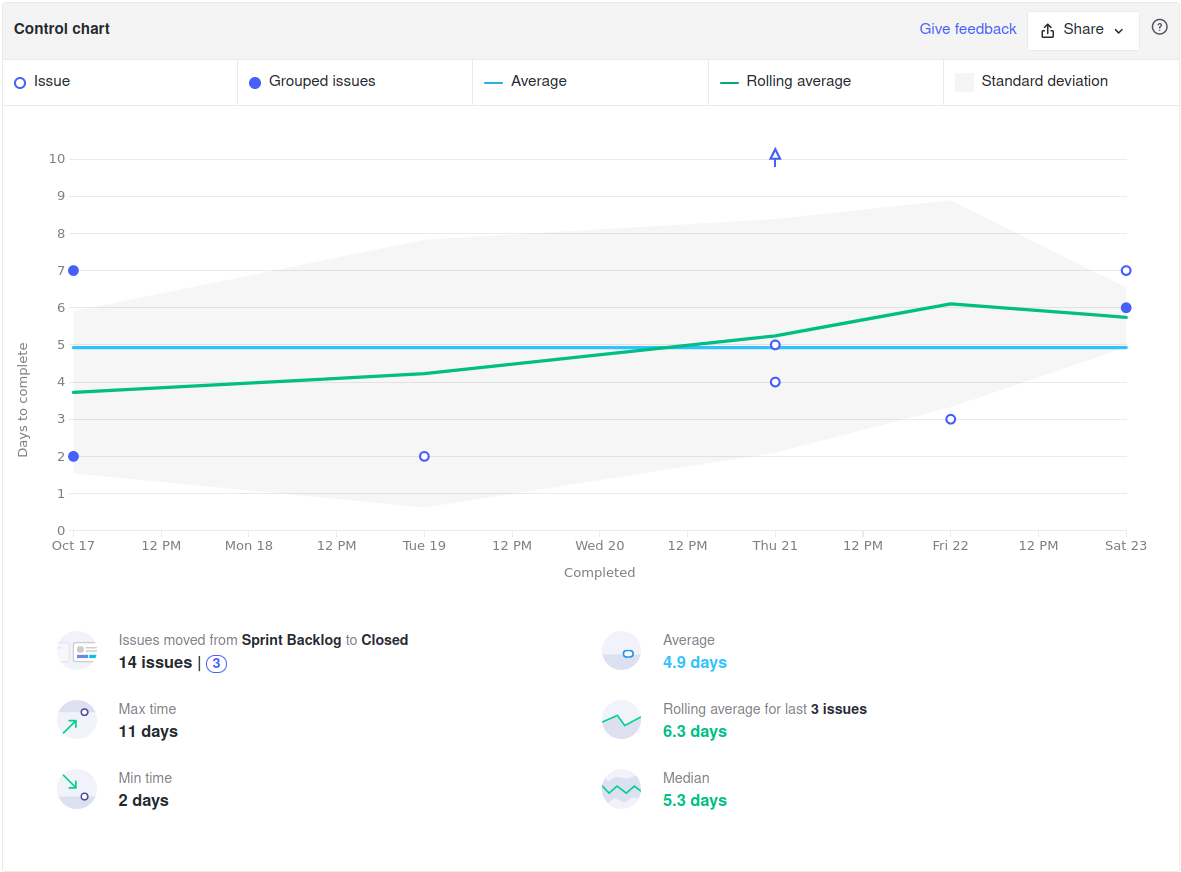 Control chart
Give feedback
Share
?
Issue
Grouped issues
Average
Rolling average
Standard deviation
10
9
8
7
6
5
4
3
2
1
0
Days to complete
Oct 17 12 PM Mon 18 12 PM Tue 19 12 PM Wed 20 12 PM Thu 21 12 PM Fri 22 12 PM Sat 23
Completed
Issues moved from Sprint Backlog to Closed
14 issues | 3
Average
4.9 days
Max time
11 days
Rolling average for last 3 issues
6.3 days
Min time
2 days
Median
5.3 days